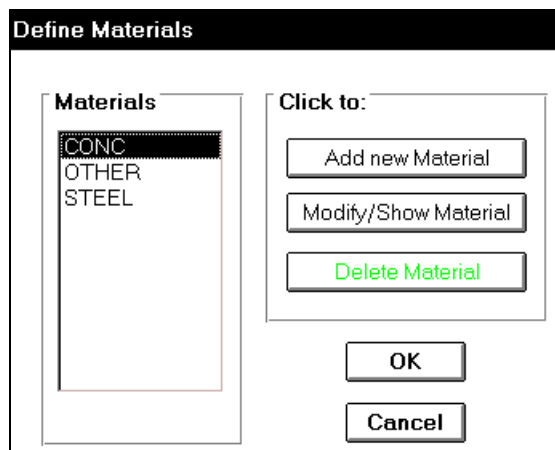 Define Materials
Materials
CONC
OTHER
STEEL
Click to:
Add new Material
Modify/Show Material
Delete Material
OK
Cancel